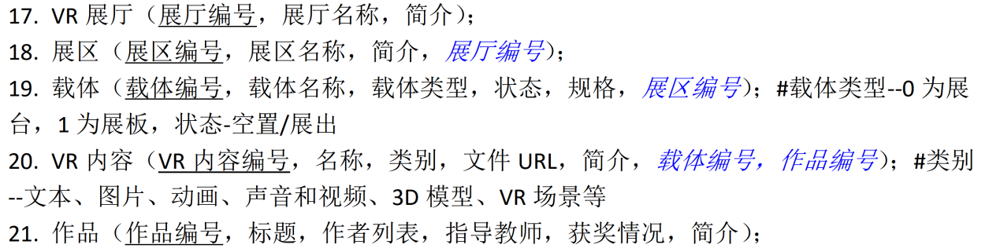 17. VR 展厅（展厅编号，展厅名称，简介）；
18. 展区（展区编号，展区名称，简介，展厅编号）；
19. 载体（载体编号，载体名称，载体类型，状态，规格，展区编号）；#载体类型--0 为展
台，1 为展板，状态-空置/展出
20. VR 内容（VR 内容编号，名称，类别，文件 URL，简介，载体编号，作品编号）；#类别
--文本、图片、动画、声音和视频、3D 模型、VR 场景等
21. 作品（作品编号，标题，作者列表，指导教师，获奖情况，简介）；